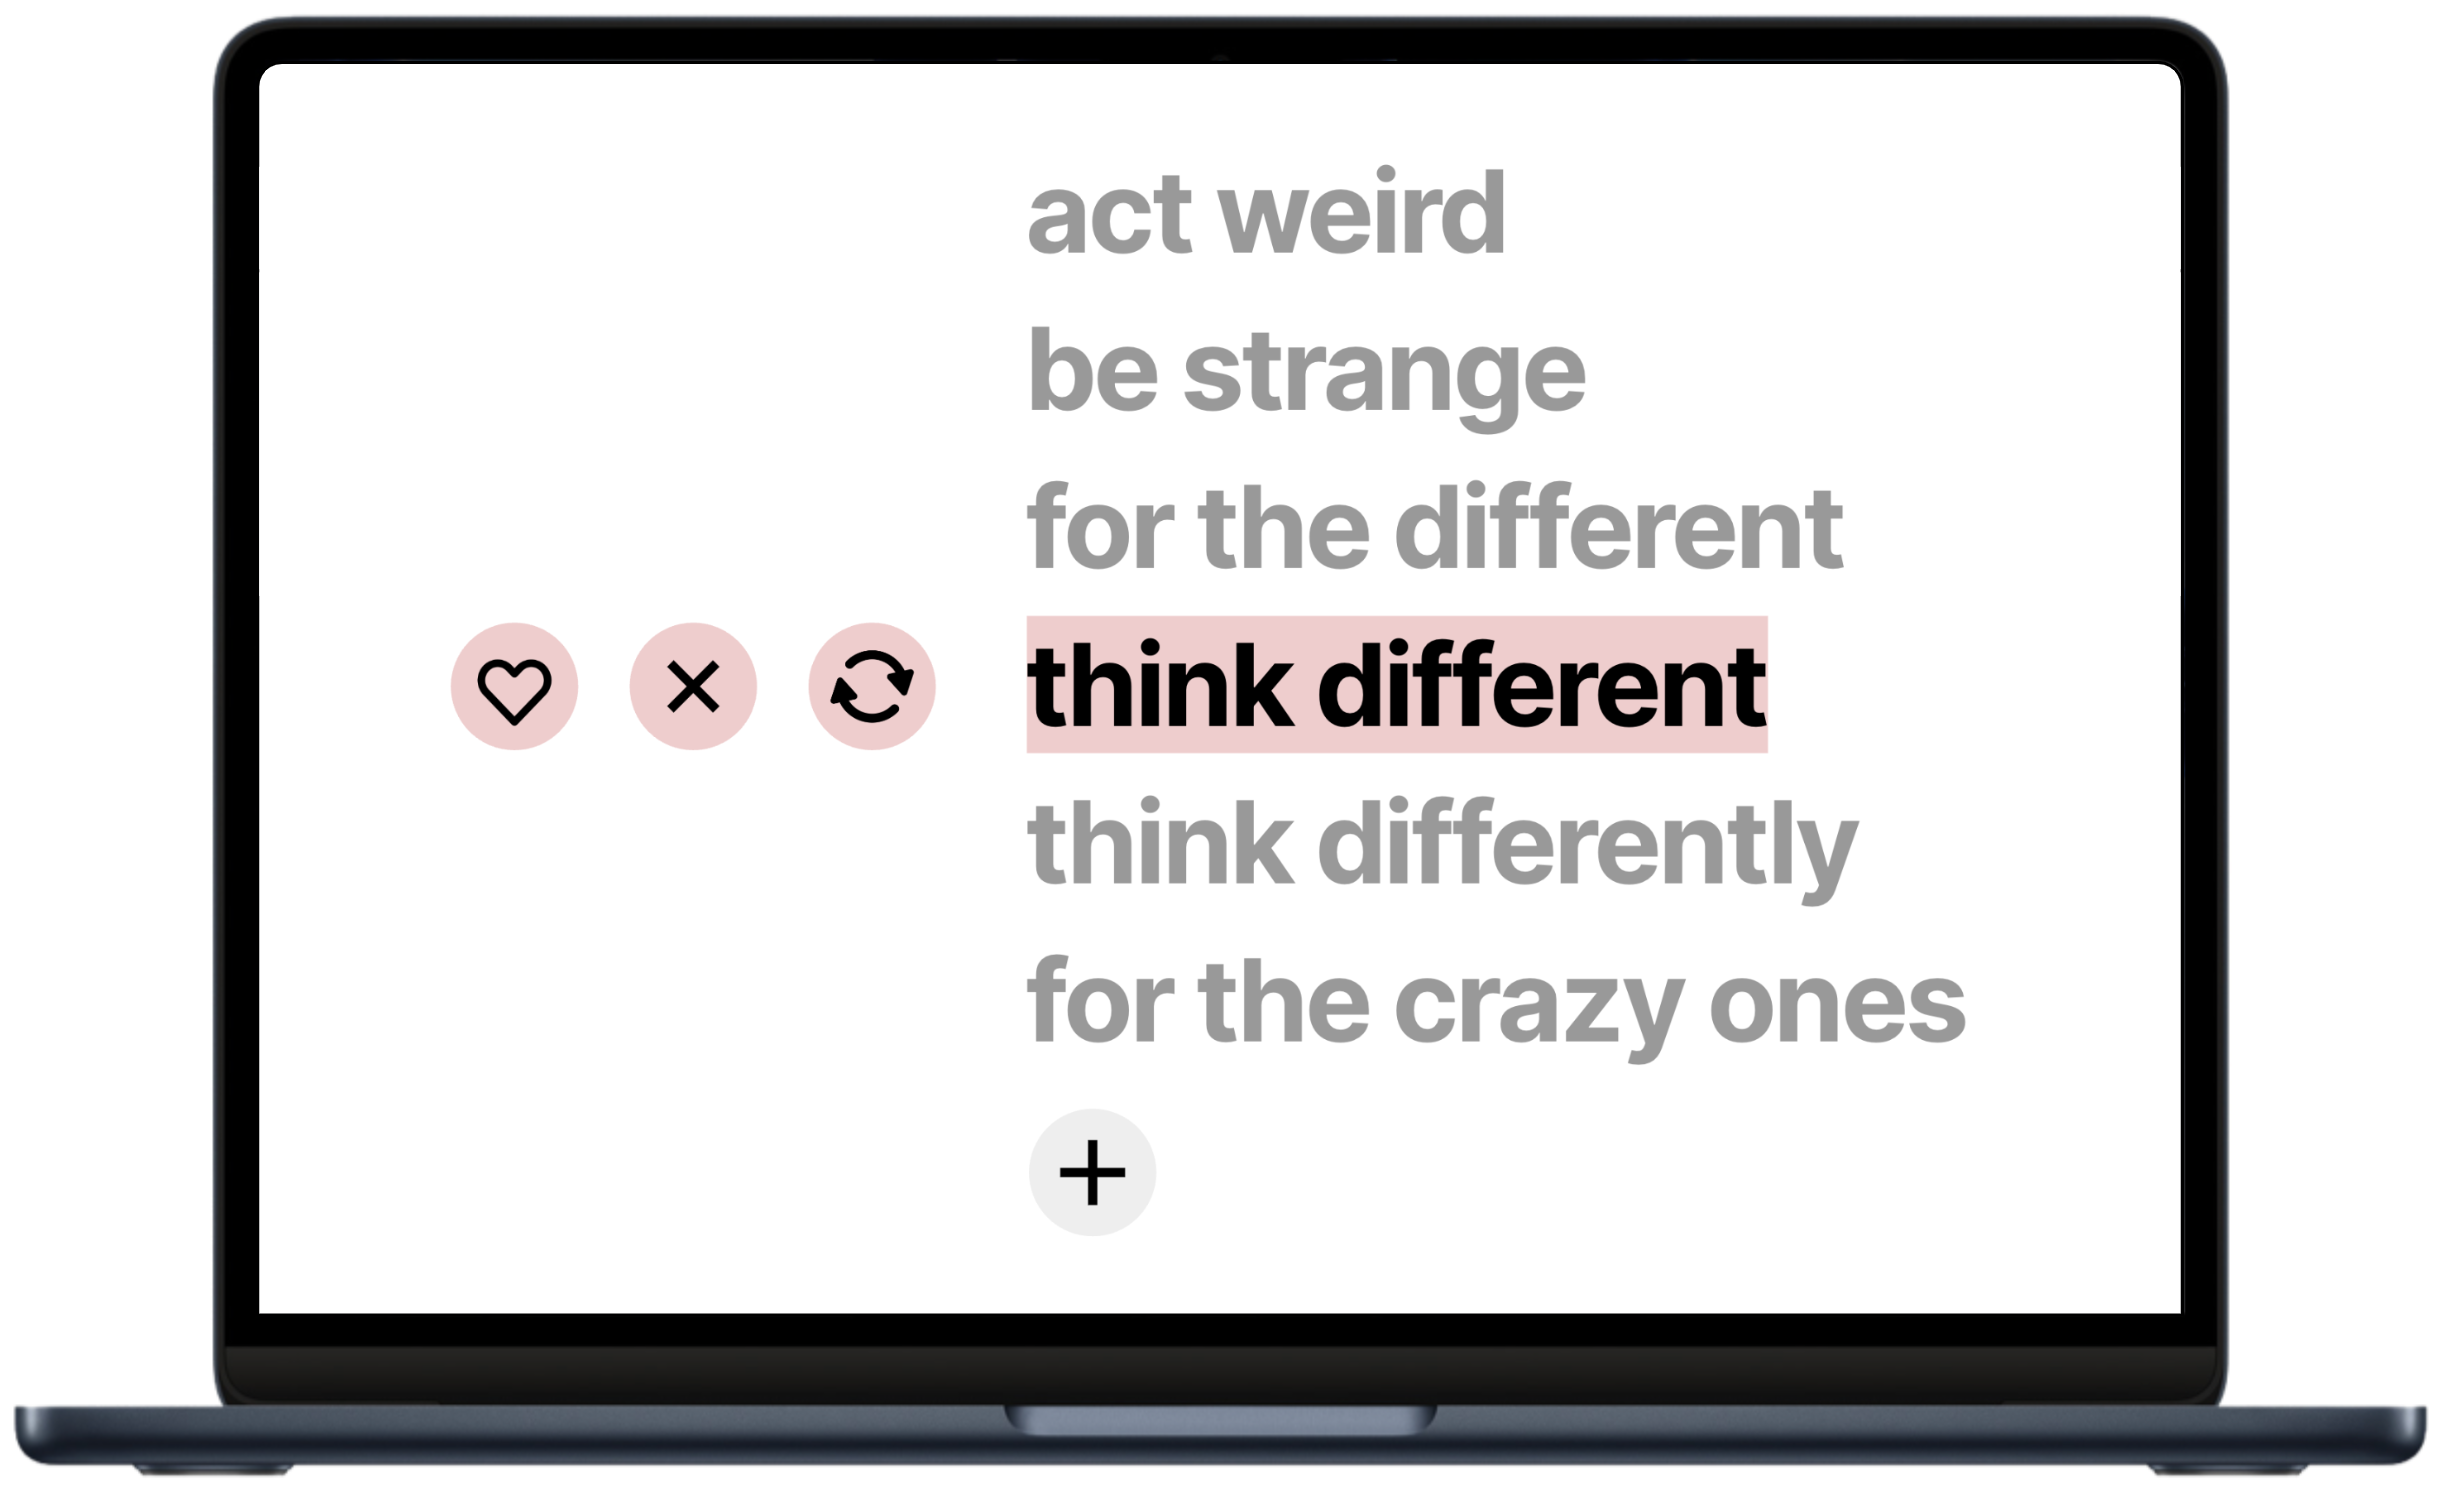 act weird
be strange
for the different
think different
think differently
for the crazy ones